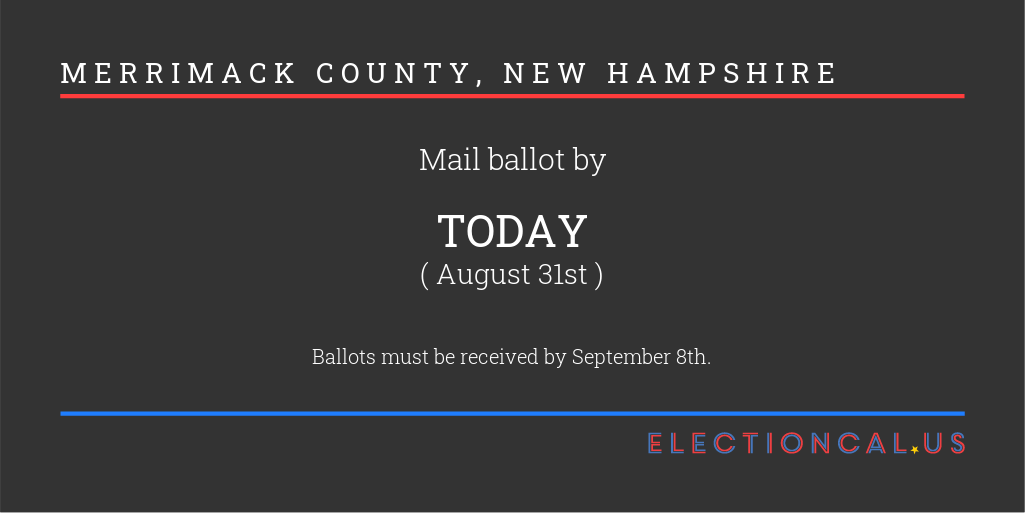 MERRIMACK COUNTY, NEW HAMPSHIRE
Mail ballot by
TODAY
( August 31st )
Ballots must be received by September 8th.
ELECTIONCAL.US